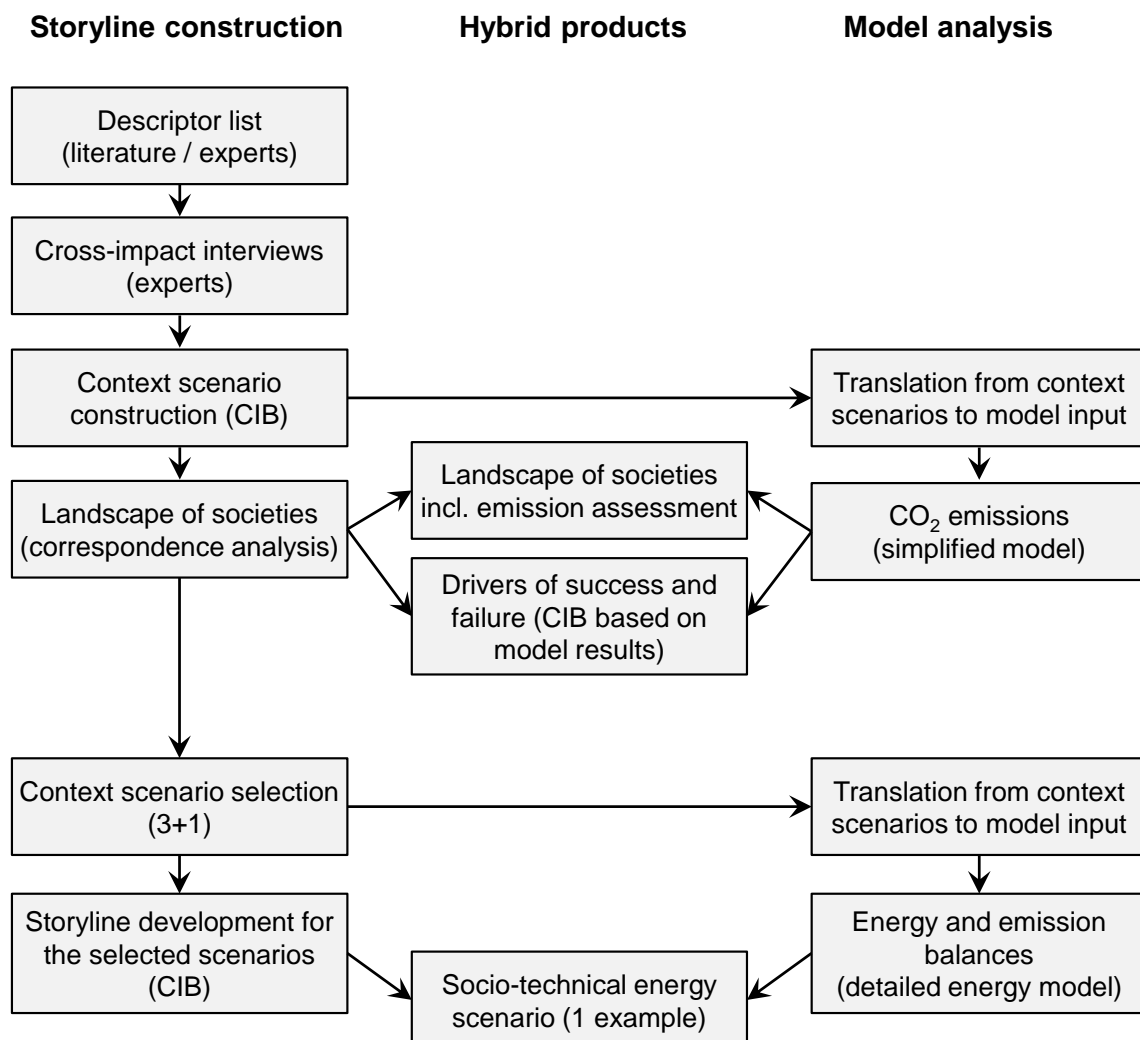 Storyline construction
Hybrid products
Model analysis
Descriptor list
(literature / experts)
Cross-impact interviews
(experts)
Context scenario
construction (CIB)
Translation from context
scenarios to model input
Landscape of societies
(correspondence analysis)
Landscape of societies
incl. emission assessment
CO₂ emissions
(simplified model)
Drivers of success and
failure (CIB based on
model results)
Context scenario selection
(3+1)
Translation from context
scenarios to model input
Storyline development for
the selected scenarios
(CIB)
Socio-technical energy
scenario (1 example)
Energy and emission
balances
(detailed energy model)